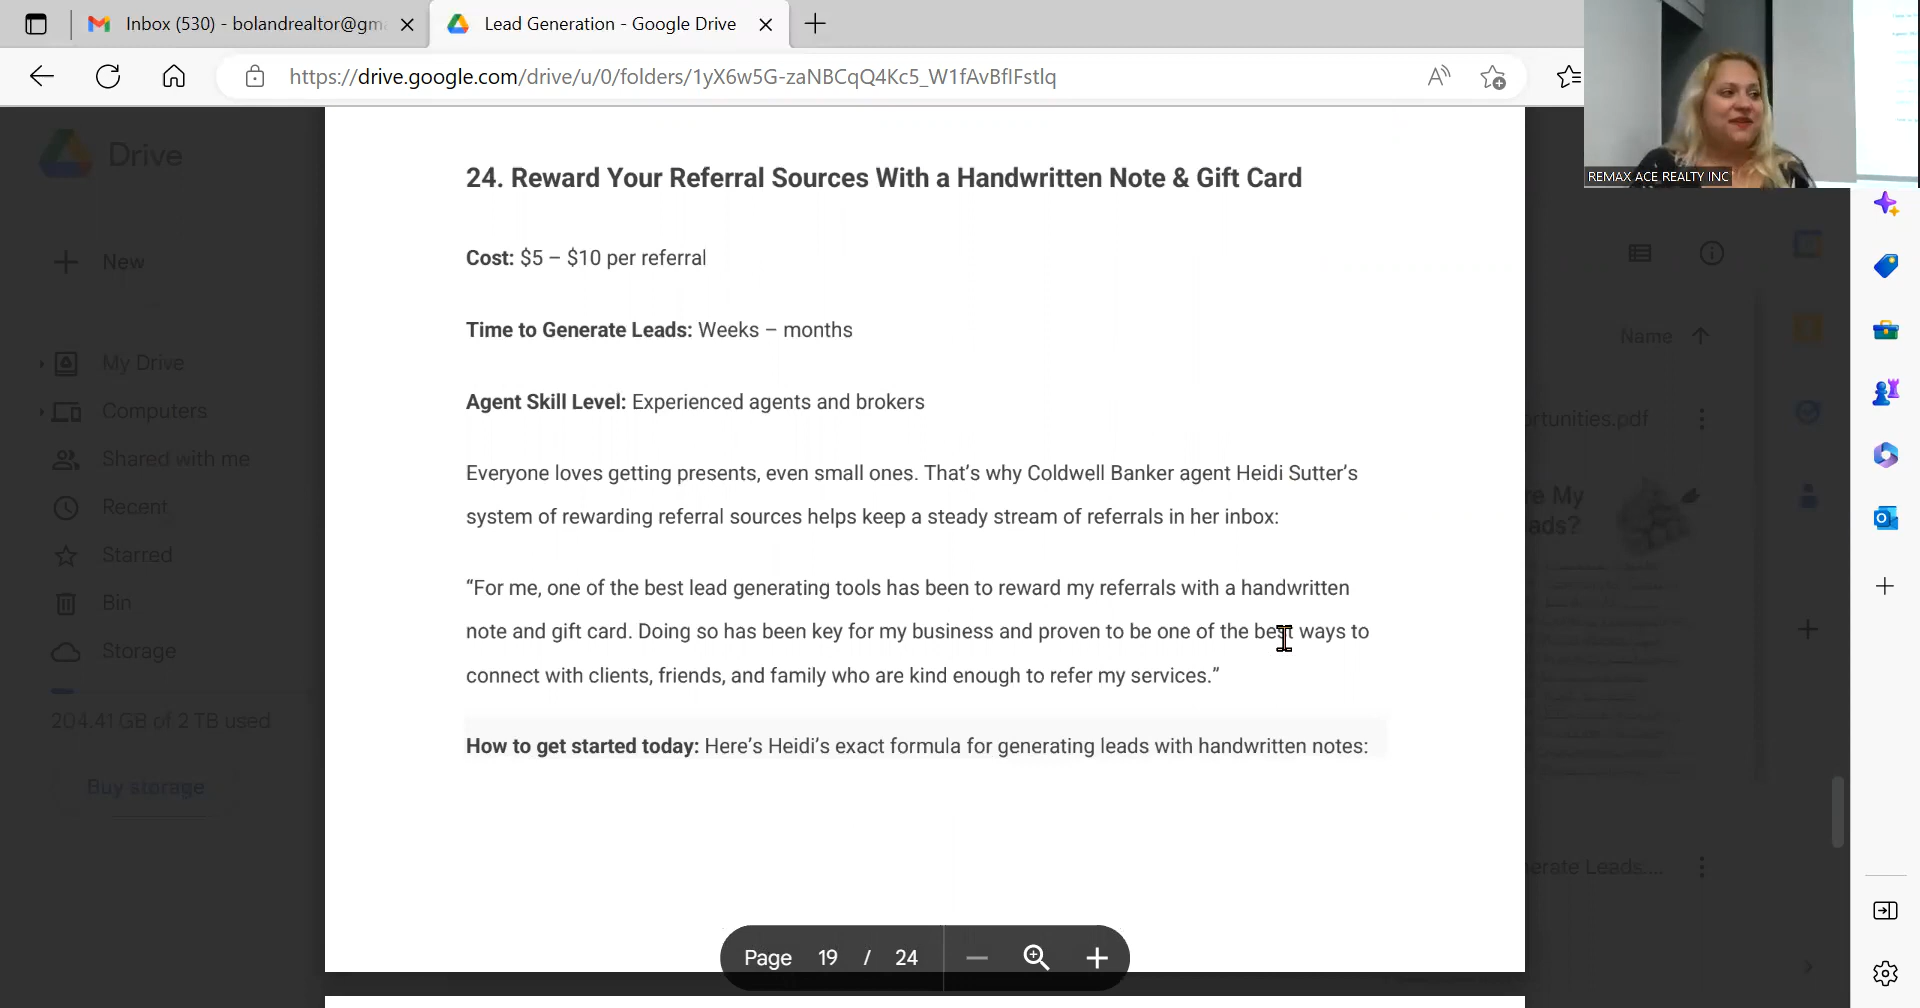 Inbox (530) - bolandrealtor@gm
Lead Generation - Google Drive
https://drive.google.com/drive/u/0/folders/1yX6w5G-zaNBCqQ4Kc5_W1fAvBfIFstlq
REMAX ACE REALTY INC
Drive
New
My Drive
Computers
Shared with me
Recent
Starred
Bin
Storage
204.41 GB of 2 TB used
Buy storage
24. Reward Your Referral Sources With a Handwritten Note & Gift Card
Cost: $5 – $10 per referral
Time to Generate Leads: Weeks – months
Agent Skill Level: Experienced agents and brokers
Everyone loves getting presents, even small ones. That’s why Coldwell Banker agent Heidi Sutter’s
system of rewarding referral sources helps keep a steady stream of referrals in her inbox:
“For me, one of the best lead generating tools has been to reward my referrals with a handwritten
note and gift card. Doing so has been key for my business and proven to be one of the best ways to
connect with clients, friends, and family who are kind enough to refer my services.”
How to get started today: Here’s Heidi’s exact formula for generating leads with handwritten notes:
Page 19 / 24
Name
ortunities.pdf
re My
ads?
erate Leads....